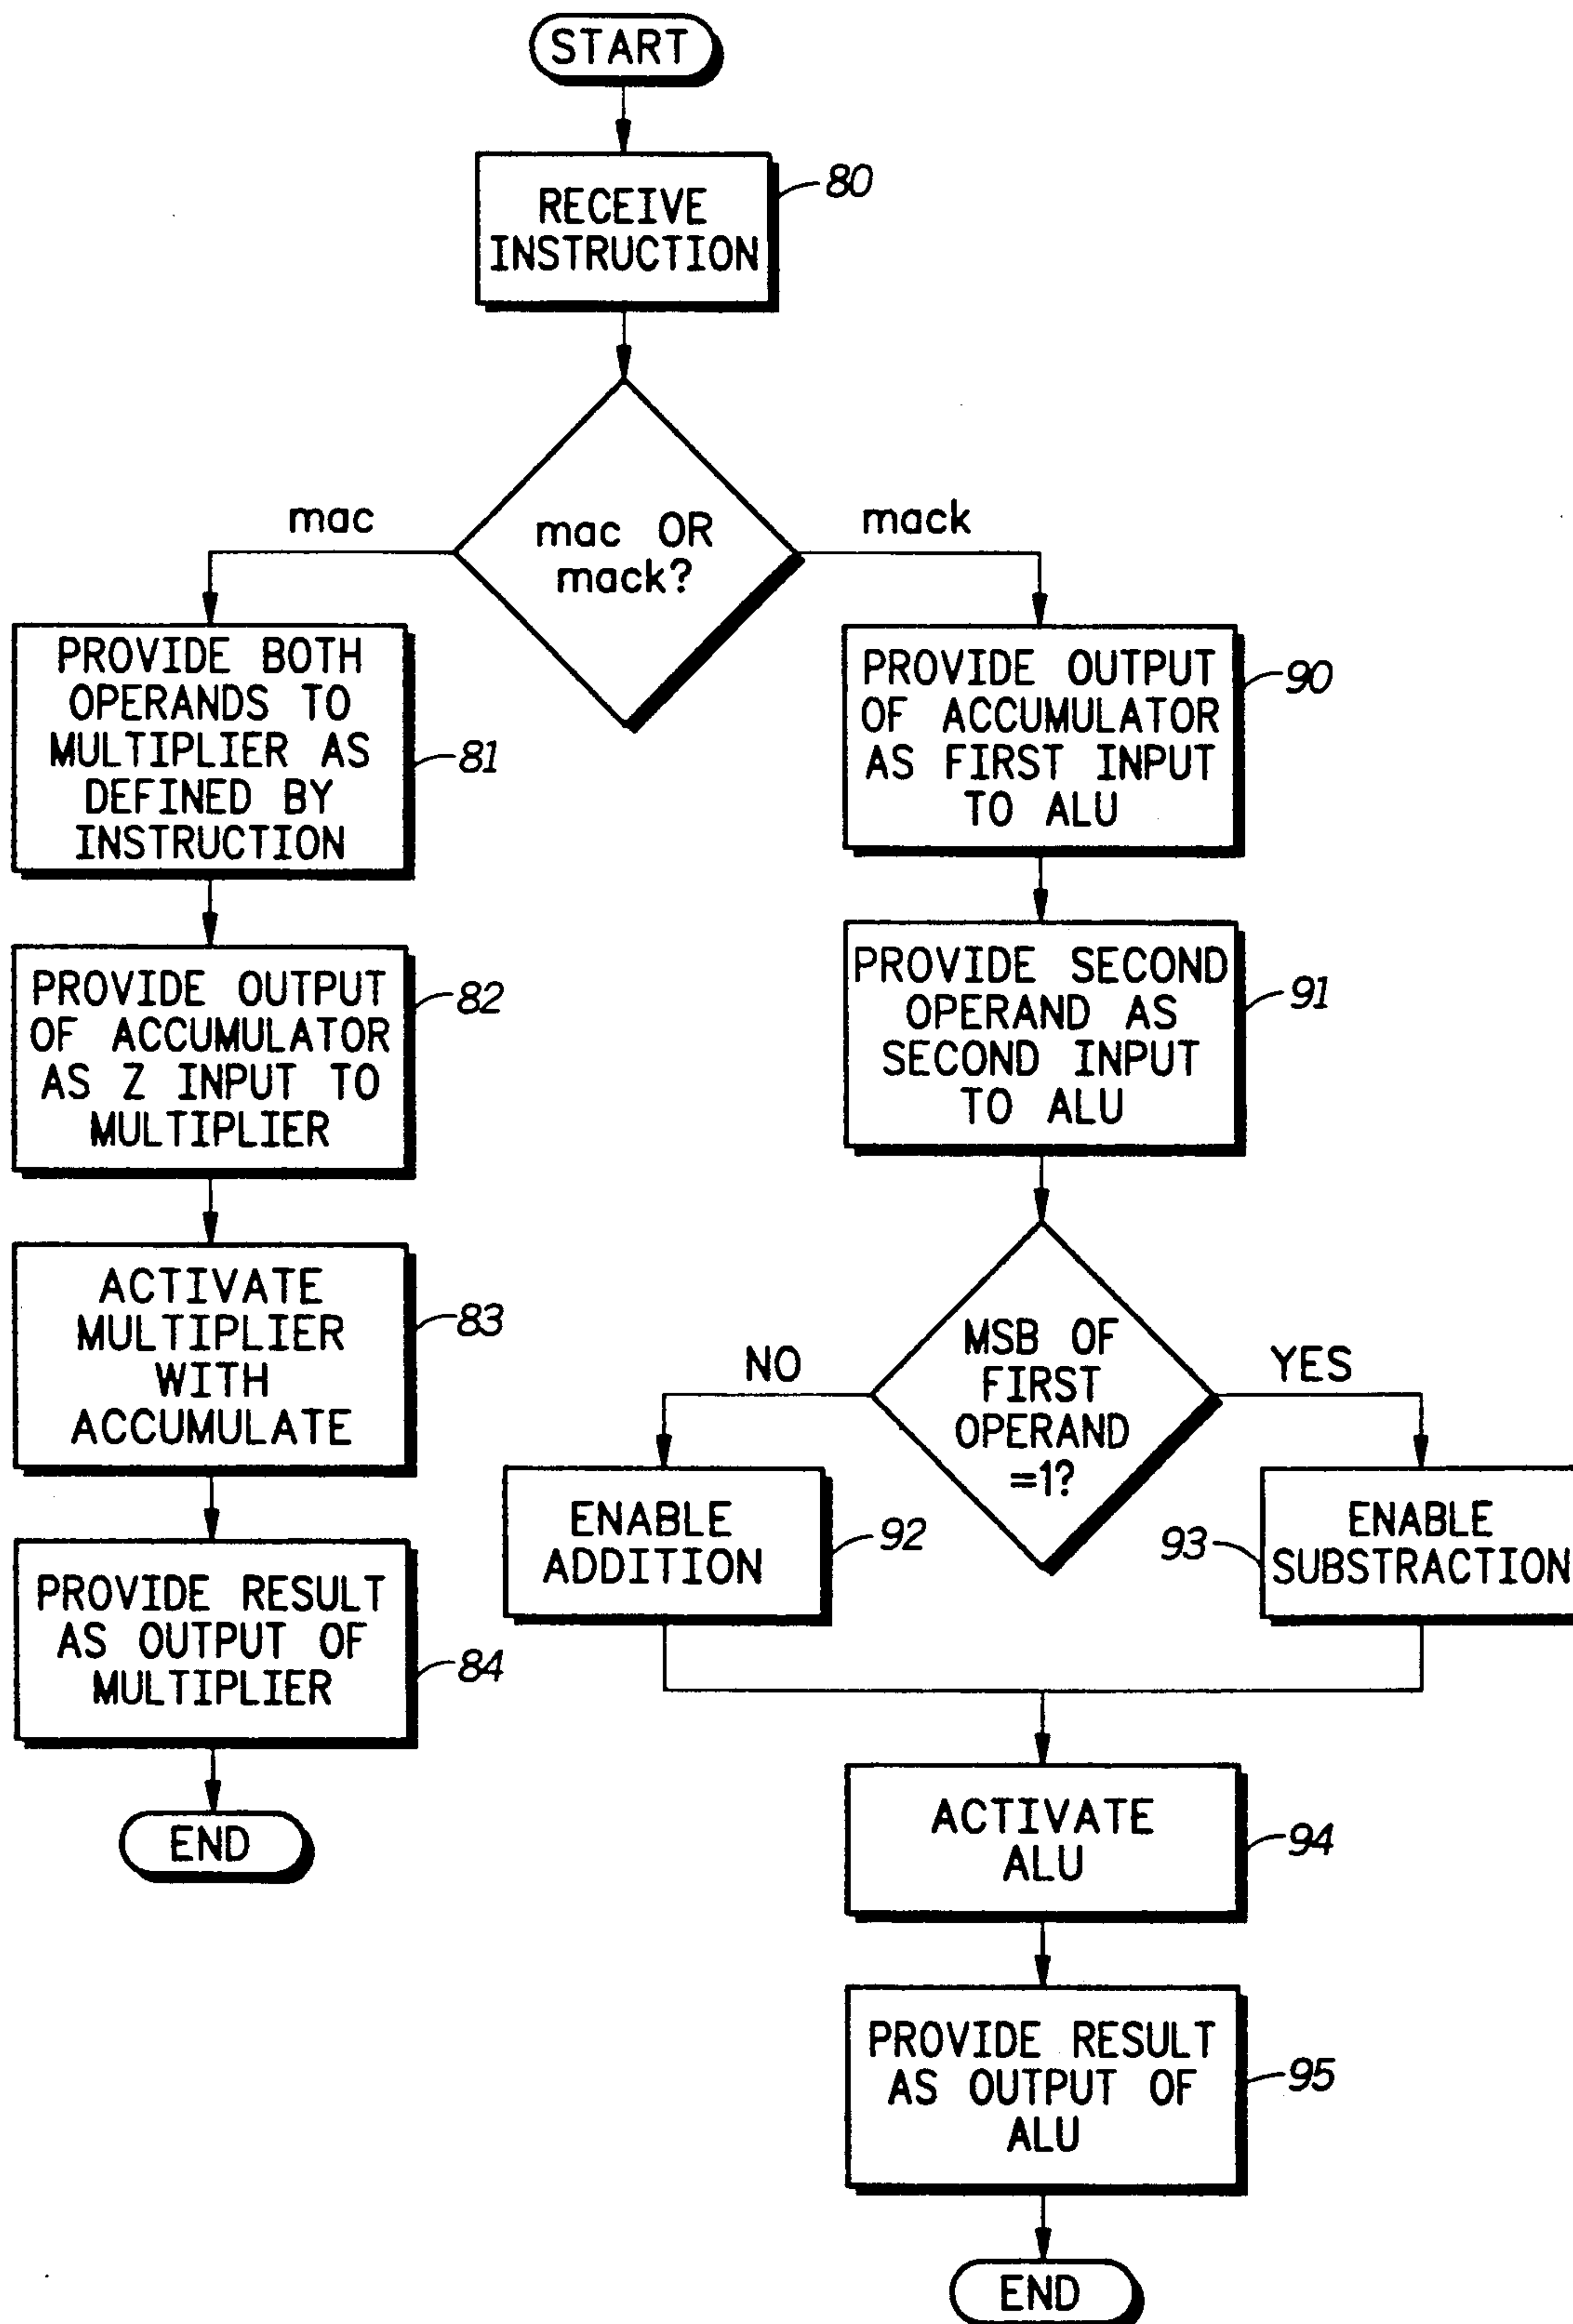 START
RECEIVE
INSTRUCTION
80
mac OR
mack?
mac
mack
PROVIDE BOTH
OPERANDS TO
MULTIPLIER AS
DEFINED BY
INSTRUCTION
81
PROVIDE OUTPUT
OF ACCUMULATOR
AS Z INPUT TO
MULTIPLIER
82
ACTIVATE
MULTIPLIER
WITH
ACCUMULATE
83
PROVIDE RESULT
AS OUTPUT OF
MULTIPLIER
84
END
PROVIDE OUTPUT
OF ACCUMULATOR
AS FIRST INPUT
TO ALU
90
PROVIDE SECOND
OPERAND AS
SECOND INPUT
TO ALU
91
MSB OF
FIRST
OPERAND
=1?
NO
YES
ENABLE
ADDITION
92
93
ENABLE
SUBSTRACTION
ACTIVATE
ALU
94
PROVIDE RESULT
AS OUTPUT OF
ALU
95
END